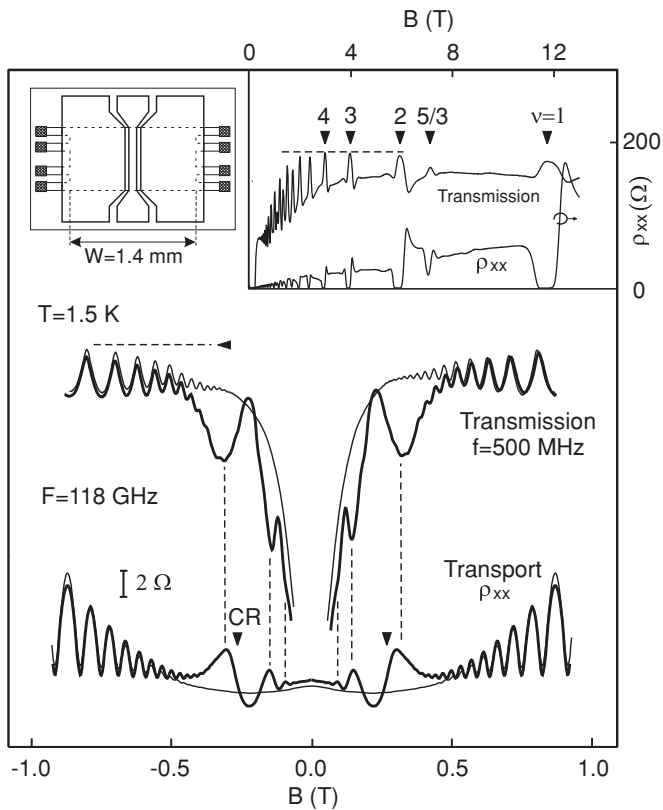 B (T)
0 4 8 12
4 3 2 5/3 ν=1
200
Transmission
ρxx(Ω)
ρxx
0
W=1.4 mm
T=1.5 K
Transmission
f=500 MHz
F=118 GHz
2 Ω
Transport
ρxx
CR
-1.0 -0.5 0.0 0.5 1.0
B (T)